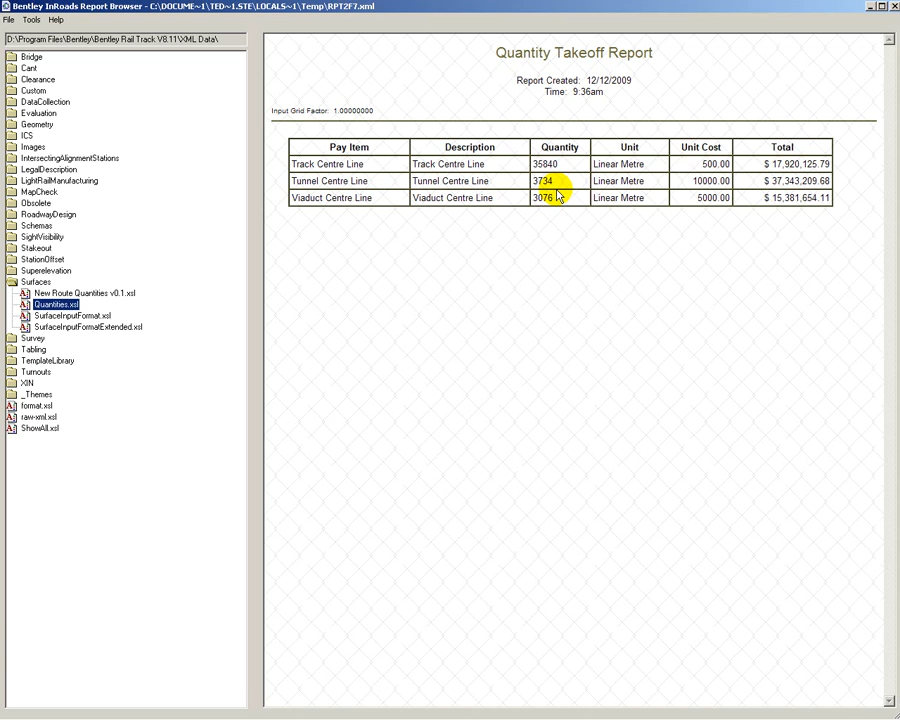 Bentley InRoads Report Browser - C:\DOCUME~1\TED~1.STE\LOCALS~1\Temp\RPT2F7.xml
File Tools Help
D:\Program Files\Bentley\Bentley Rail Track V8.11\XML Data\
Bridge
Cant
Clearance
Custom
DataCollection
Evaluation
Geometry
ICS
Images
IntersectingAlignmentStations
LegalDescription
LightRailManufacturing
MapCheck
Obsolete
RoadwayDesign
Schemas
SightVisibility
Stakeout
StationOffset
Superelevation
Surfaces
New Route Quantities v0.1.xsl
Quantities.xsl
SurfaceInputFormat.xsl
SurfaceInputFormatExtended.xsl
Survey
Tabling
TemplateLibrary
Turnouts
XIN
_Themes
format.xsl
raw-xml.xsl
ShowAll.xsl
Quantity Takeoff Report
Report Created: 12/12/2009
Time: 9:36am
Input Grid Factor: 1.00000000
Pay Item Description Quantity Unit Unit Cost Total
Track Centre Line Track Centre Line 35840 Linear Metre 500.00 $ 17,920,125.79
Tunnel Centre Line Tunnel Centre Line 3734 Linear Metre 10000.00 $ 37,343,209.68
Viaduct Centre Line Viaduct Centre Line 3076 Linear Metre 5000.00 $ 15,381,654.11